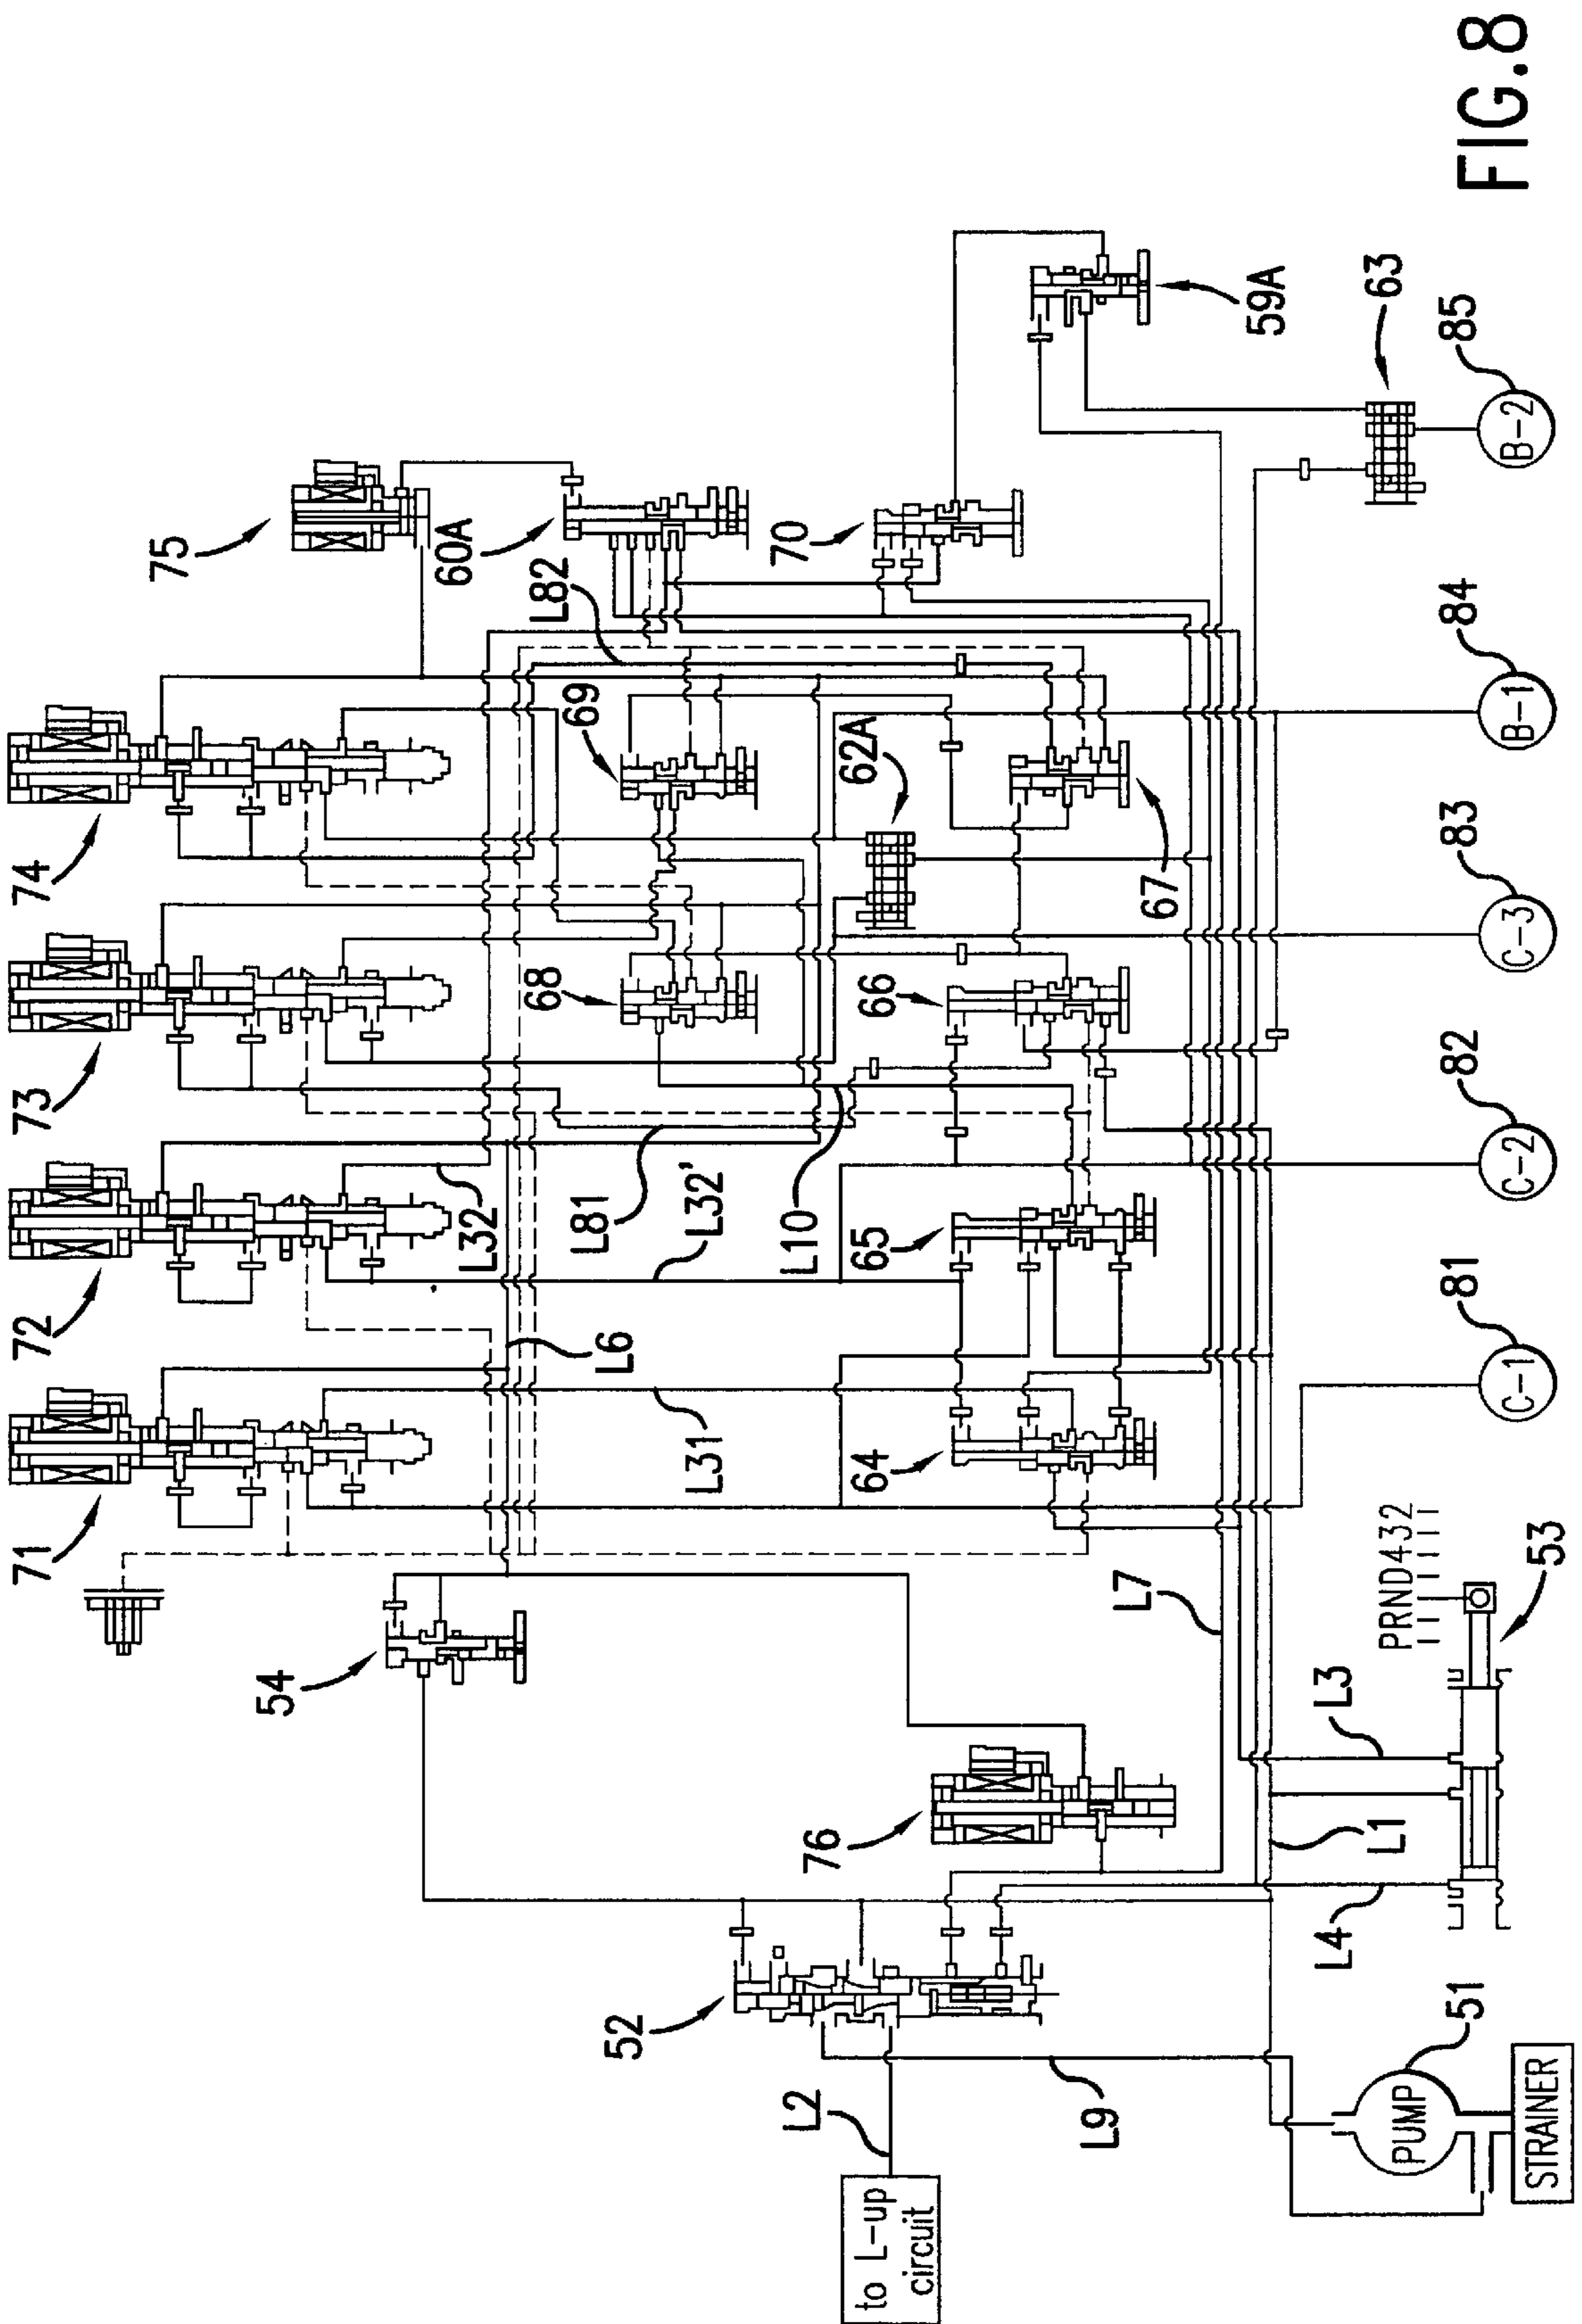 71
72
73
74
75
60A
54
L6
L32
L81
L32'
L10
L31
68
69
L82
62A
70
76
52
64
65
66
67
59A
L2
to L-up
circuit
L9
L7
L4
L1
L3
PRND432
53
63
51
PUMP
STRAINER
C-1
81
C-2
82
C-3
83
B-1
84
B-2
85
FIG.8